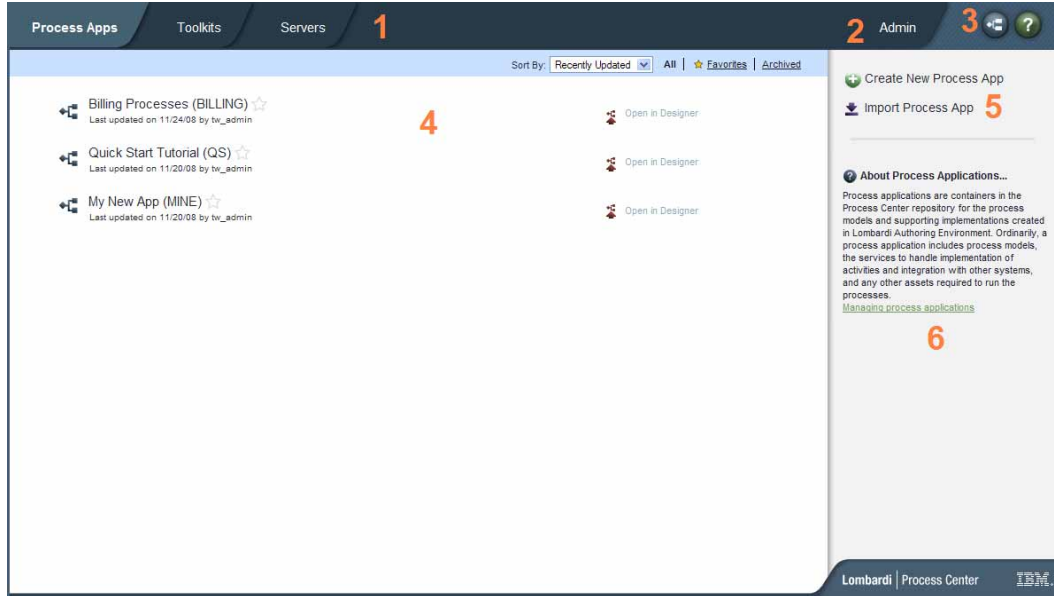 Process Apps Toolkits Servers 1 2 Admin 3 ?
Sort By: Recently Updated All | Favorites | Archived
Billing Processes (BILLING)
Last updated on 11/24/08 by tw_admin
Open in Designer
4
Quick Start Tutorial (QS)
Last updated on 11/20/08 by tw_admin
Open in Designer
My New App (MINE)
Last updated on 11/20/08 by tw_admin
Open in Designer
Create New Process App
Import Process App 5
? About Process Applications...
Process applications are containers in the
Process Center repository for the process
models and supporting implementations created
in Lombardi Authoring Environment. Ordinarily, a
process application includes process models,
the services to handle implementation of
activities and integration with other systems,
and any other assets required to run the
processes.
Managing process applications
6
Lombardi | Process Center IBM.